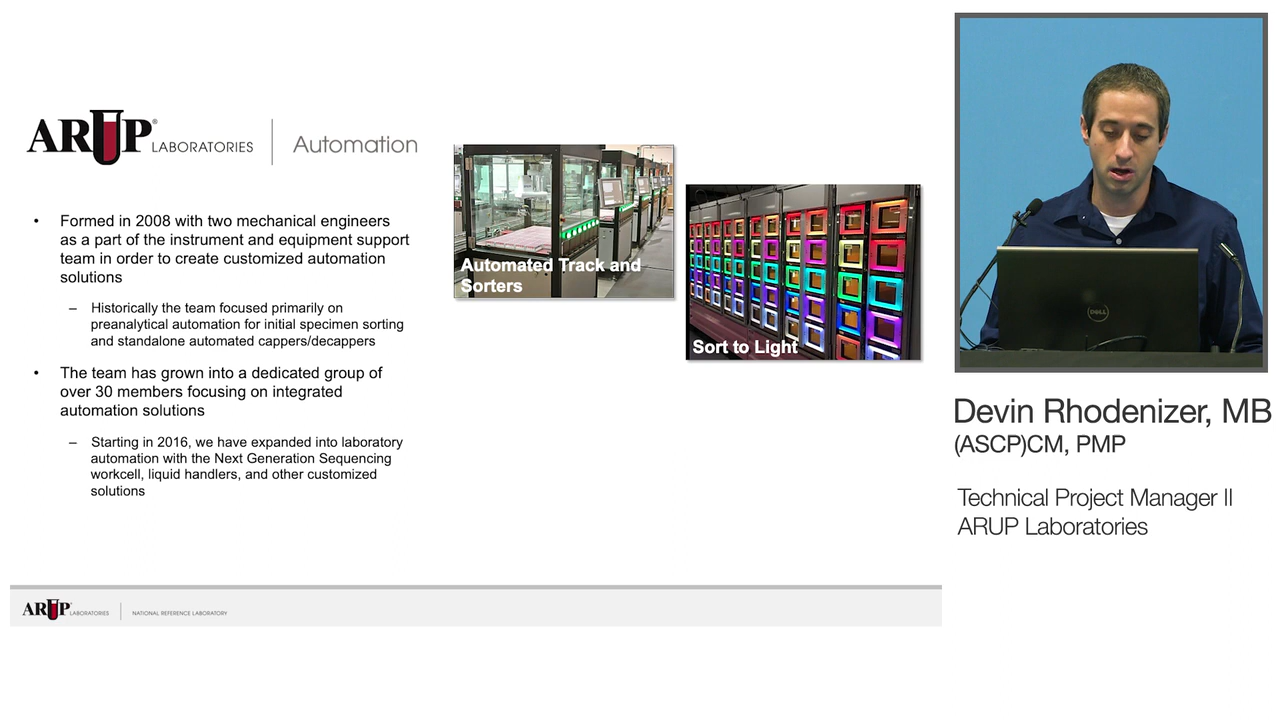 ARUP® LABORATORIES | Automation
• Formed in 2008 with two mechanical engineers
as a part of the instrument and equipment support
team in order to create customized automation
solutions
– Historically the team focused primarily on
preanalytical automation for initial specimen sorting
and standalone automated cappers/decappers
• The team has grown into a dedicated group of
over 30 members focusing on integrated
automation solutions
– Starting in 2016, we have expanded into laboratory
automation with the Next Generation Sequencing
workcell, liquid handlers, and other customized
solutions
Automated Track and
Sorters
Sort to Light
DELL
Devin Rhodenizer, MB
(ASCP)CM, PMP
Technical Project Manager II
ARUP Laboratories
ARUP LABORATORIES | NATIONAL REFERENCE LABORATORY